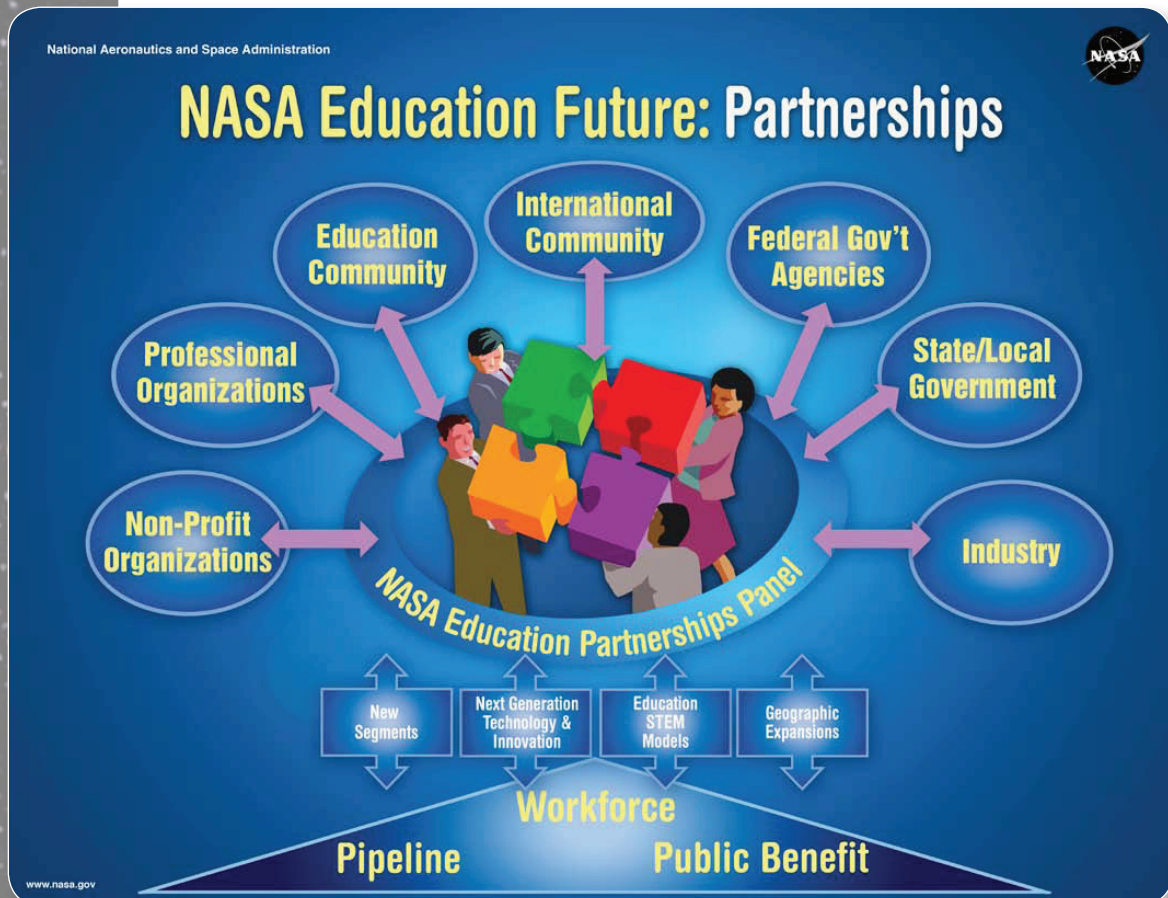 National Aeronautics and Space Administration
NASA
NASA Education Future: Partnerships
International
Community
Education
Community
Federal Gov't
Agencies
Professional
Organizations
State/Local
Government
Non-Profit
Organizations
Industry
NASA Education Partnerships Panel
New
Segments
Next Generation
Technology &
Innovation
Education
STEM
Models
Geographic
Expansions
Workforce
Pipeline
Public Benefit
www.nasa.gov